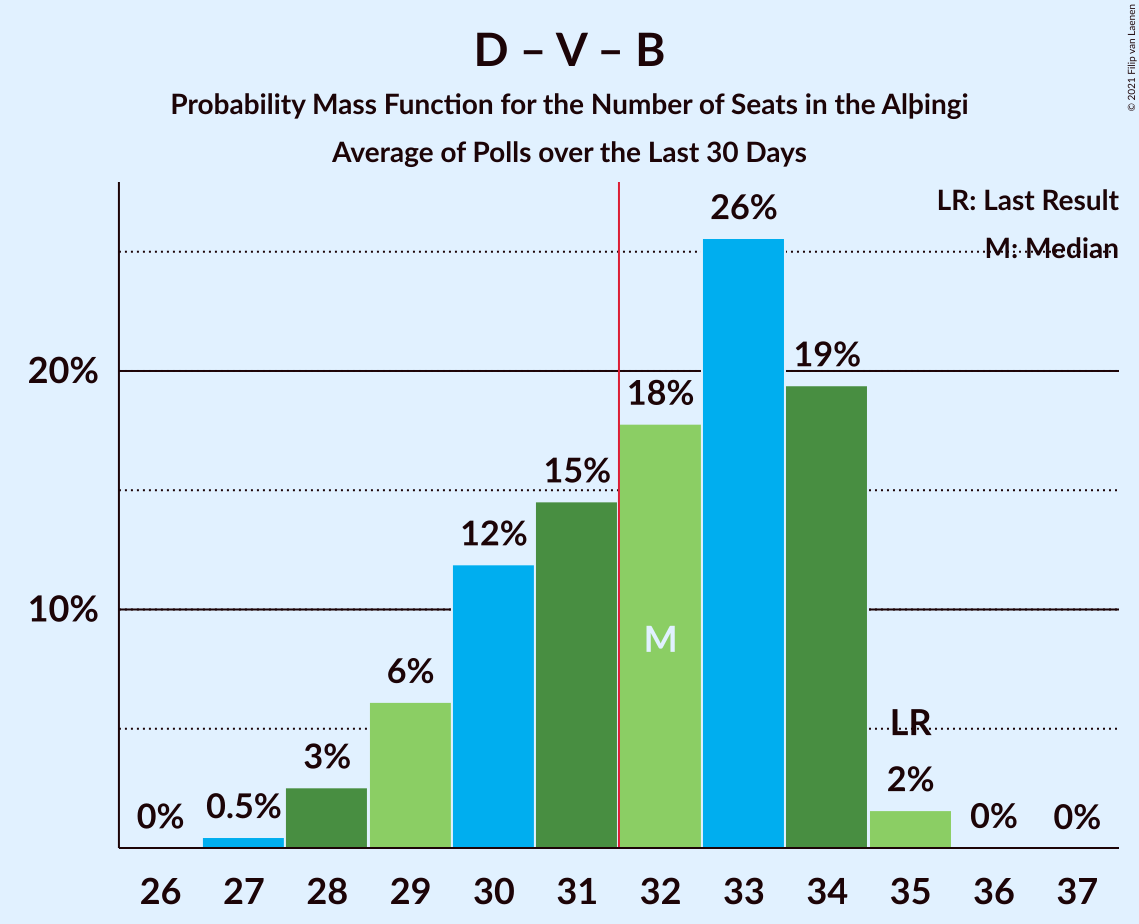 D – V – B
Probability Mass Function for the Number of Seats in the Alþingi
Average of Polls over the Last 30 Days
© 2021 Filip van Laenen
LR: Last Result
M: Median
20%
10%
0%
0.5%
3%
6%
12%
15%
18%
26%
19%
LR
2%
0%
0%
M
26 27 28 29 30 31 32 33 34 35 36 37